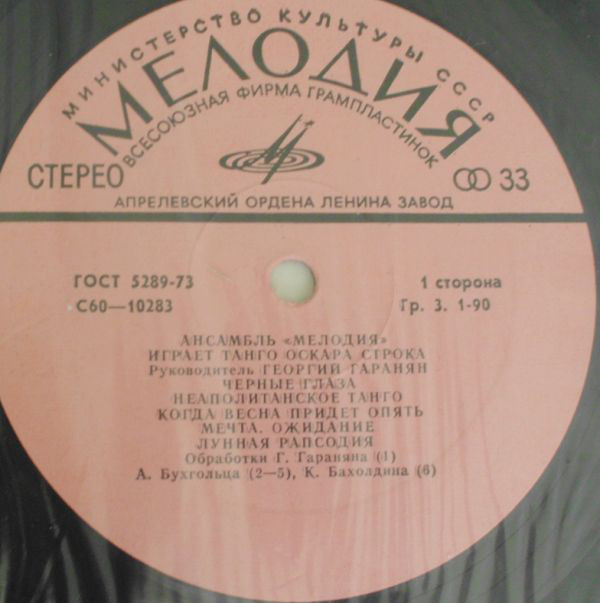 МИНИСТЕРСТВО КУЛЬТУРЫ СССР
МЕЛОДИЯ
ВСЕСОЮЗНАЯ ФИРМА ГРАМПЛАСТИНОК
СТЕРЕО 33
АПРЕЛЕВСКИЙ ОРДЕНА ЛЕНИНА ЗАВОД
ГОСТ 5289-73 1 сторона
С60—10283 Гр. 3. 1-90
АНСАМБЛЬ «МЕЛОДИЯ»
ИГРАЕТ ТАНГО ОСКАРА СТРОКА
Руководитель ГЕОРГИЙ ГАРАНЯН
ЧЕРНЫЕ ГЛАЗА
НЕАПОЛИТАНСКОЕ ТАНГО
КОГДА ВЕСНА ПРИДЕТ ОПЯТЬ
МЕЧТА. ОЖИДАНИЕ
ЛУННАЯ РАПСОДИЯ
Обработки Г. Гараняна (1)
А. Бухгольца (2—5), К. Бахолдина (6)